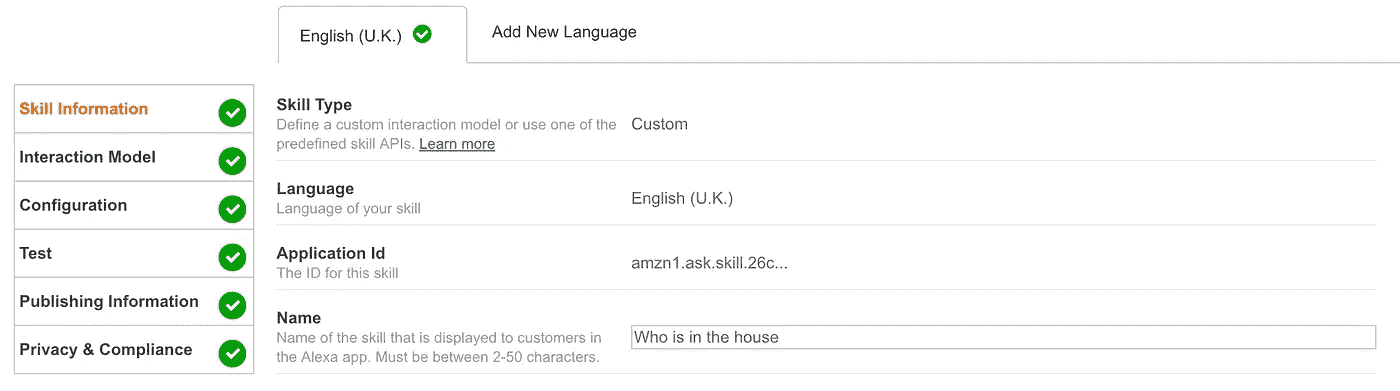 English (U.K.)
Add New Language
Skill Information
Interaction Model
Configuration
Test
Publishing Information
Privacy & Compliance
Skill Type
Define a custom interaction model or use one of the
predefined skill APIs. Learn more
Custom
Language
Language of your skill
English (U.K.)
Application Id
The ID for this skill
amzn1.ask.skill.26c...
Name
Name of the skill that is displayed to customers in
the Alexa app. Must be between 2-50 characters.
Who is in the house